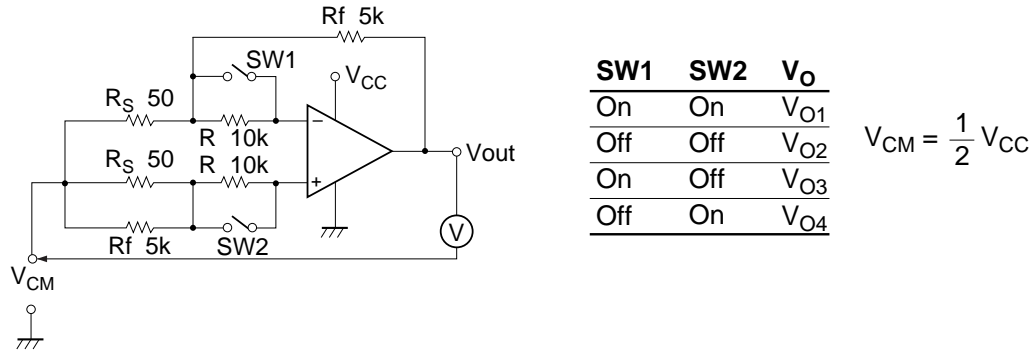 Rf 5k
SW1
V_CC
R_S 50
R 10k
−
R_S 50
R 10k
+
Vout
Rf 5k
SW2
V
V_CM
SW1 SW2 V_O
On On V_O1
Off Off V_O2
On Off V_O3
Off On V_O4
V_CM = 1/2 V_CC